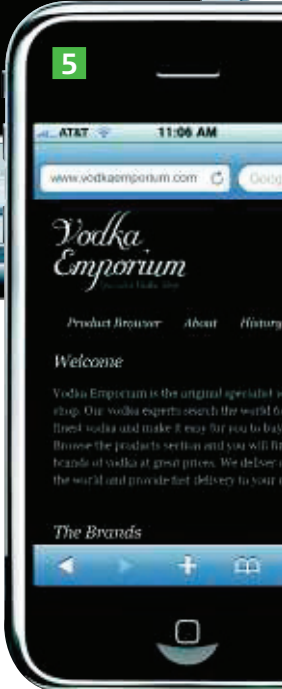 5
AT&T 11:06 AM
www.vodkaemporium.com Goog
Vodka
Emporium
Product Browser About History
Welcome
Vodka Emporium is the original specialist v
shop. Our vodka experts search the world fo
finest vodka and make it easy for you to buy
Browse the products section and you will fin
brands of vodka at great prices. We deliver
the world and provide fast delivery to your
The Brands